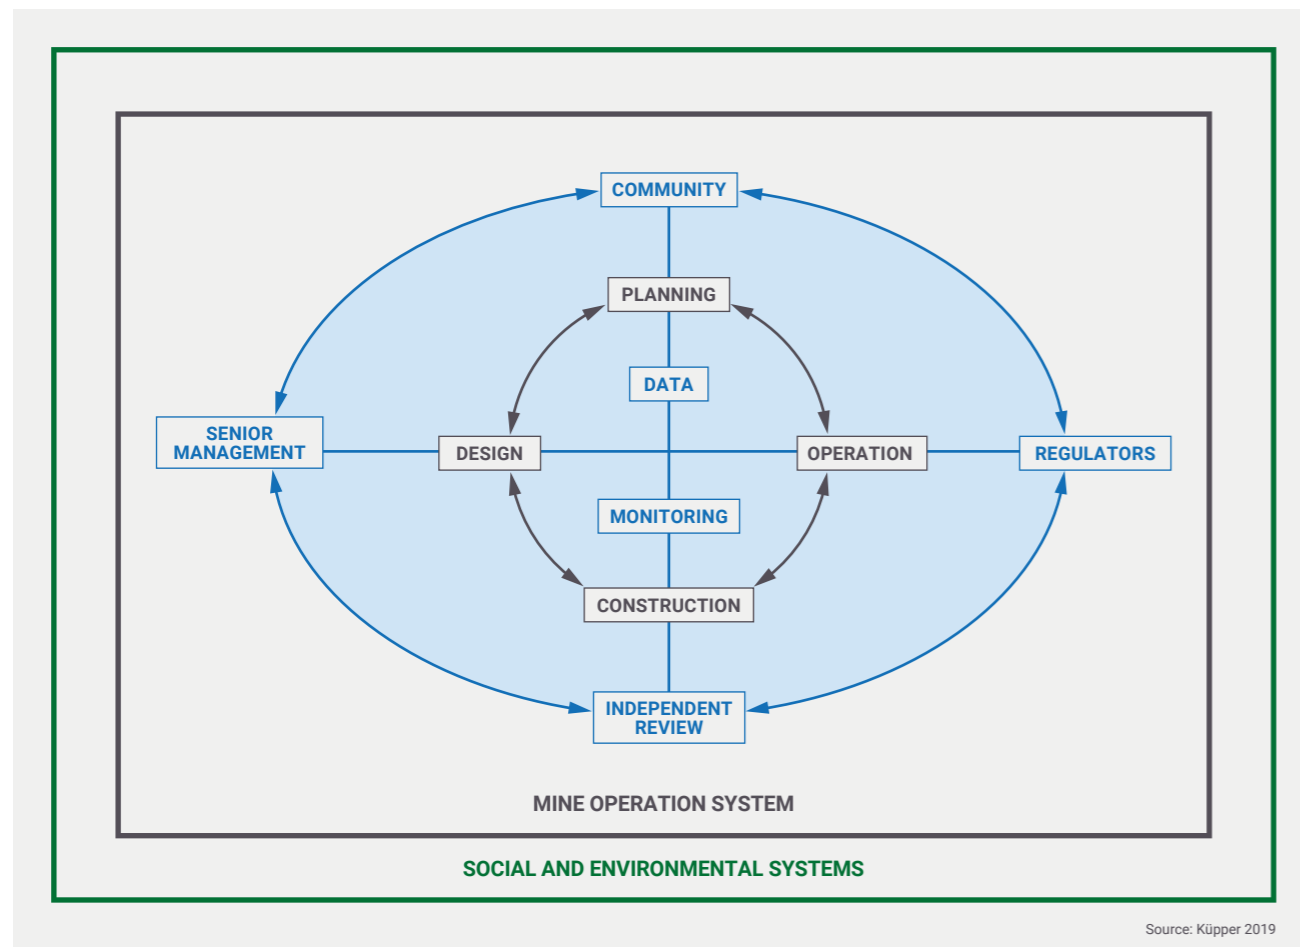 COMMUNITY
PLANNING
DATA
SENIOR
MANAGEMENT
DESIGN
OPERATION
REGULATORS
MONITORING
CONSTRUCTION
INDEPENDENT
REVIEW
MINE OPERATION SYSTEM
SOCIAL AND ENVIRONMENTAL SYSTEMS
Source: Küpper 2019